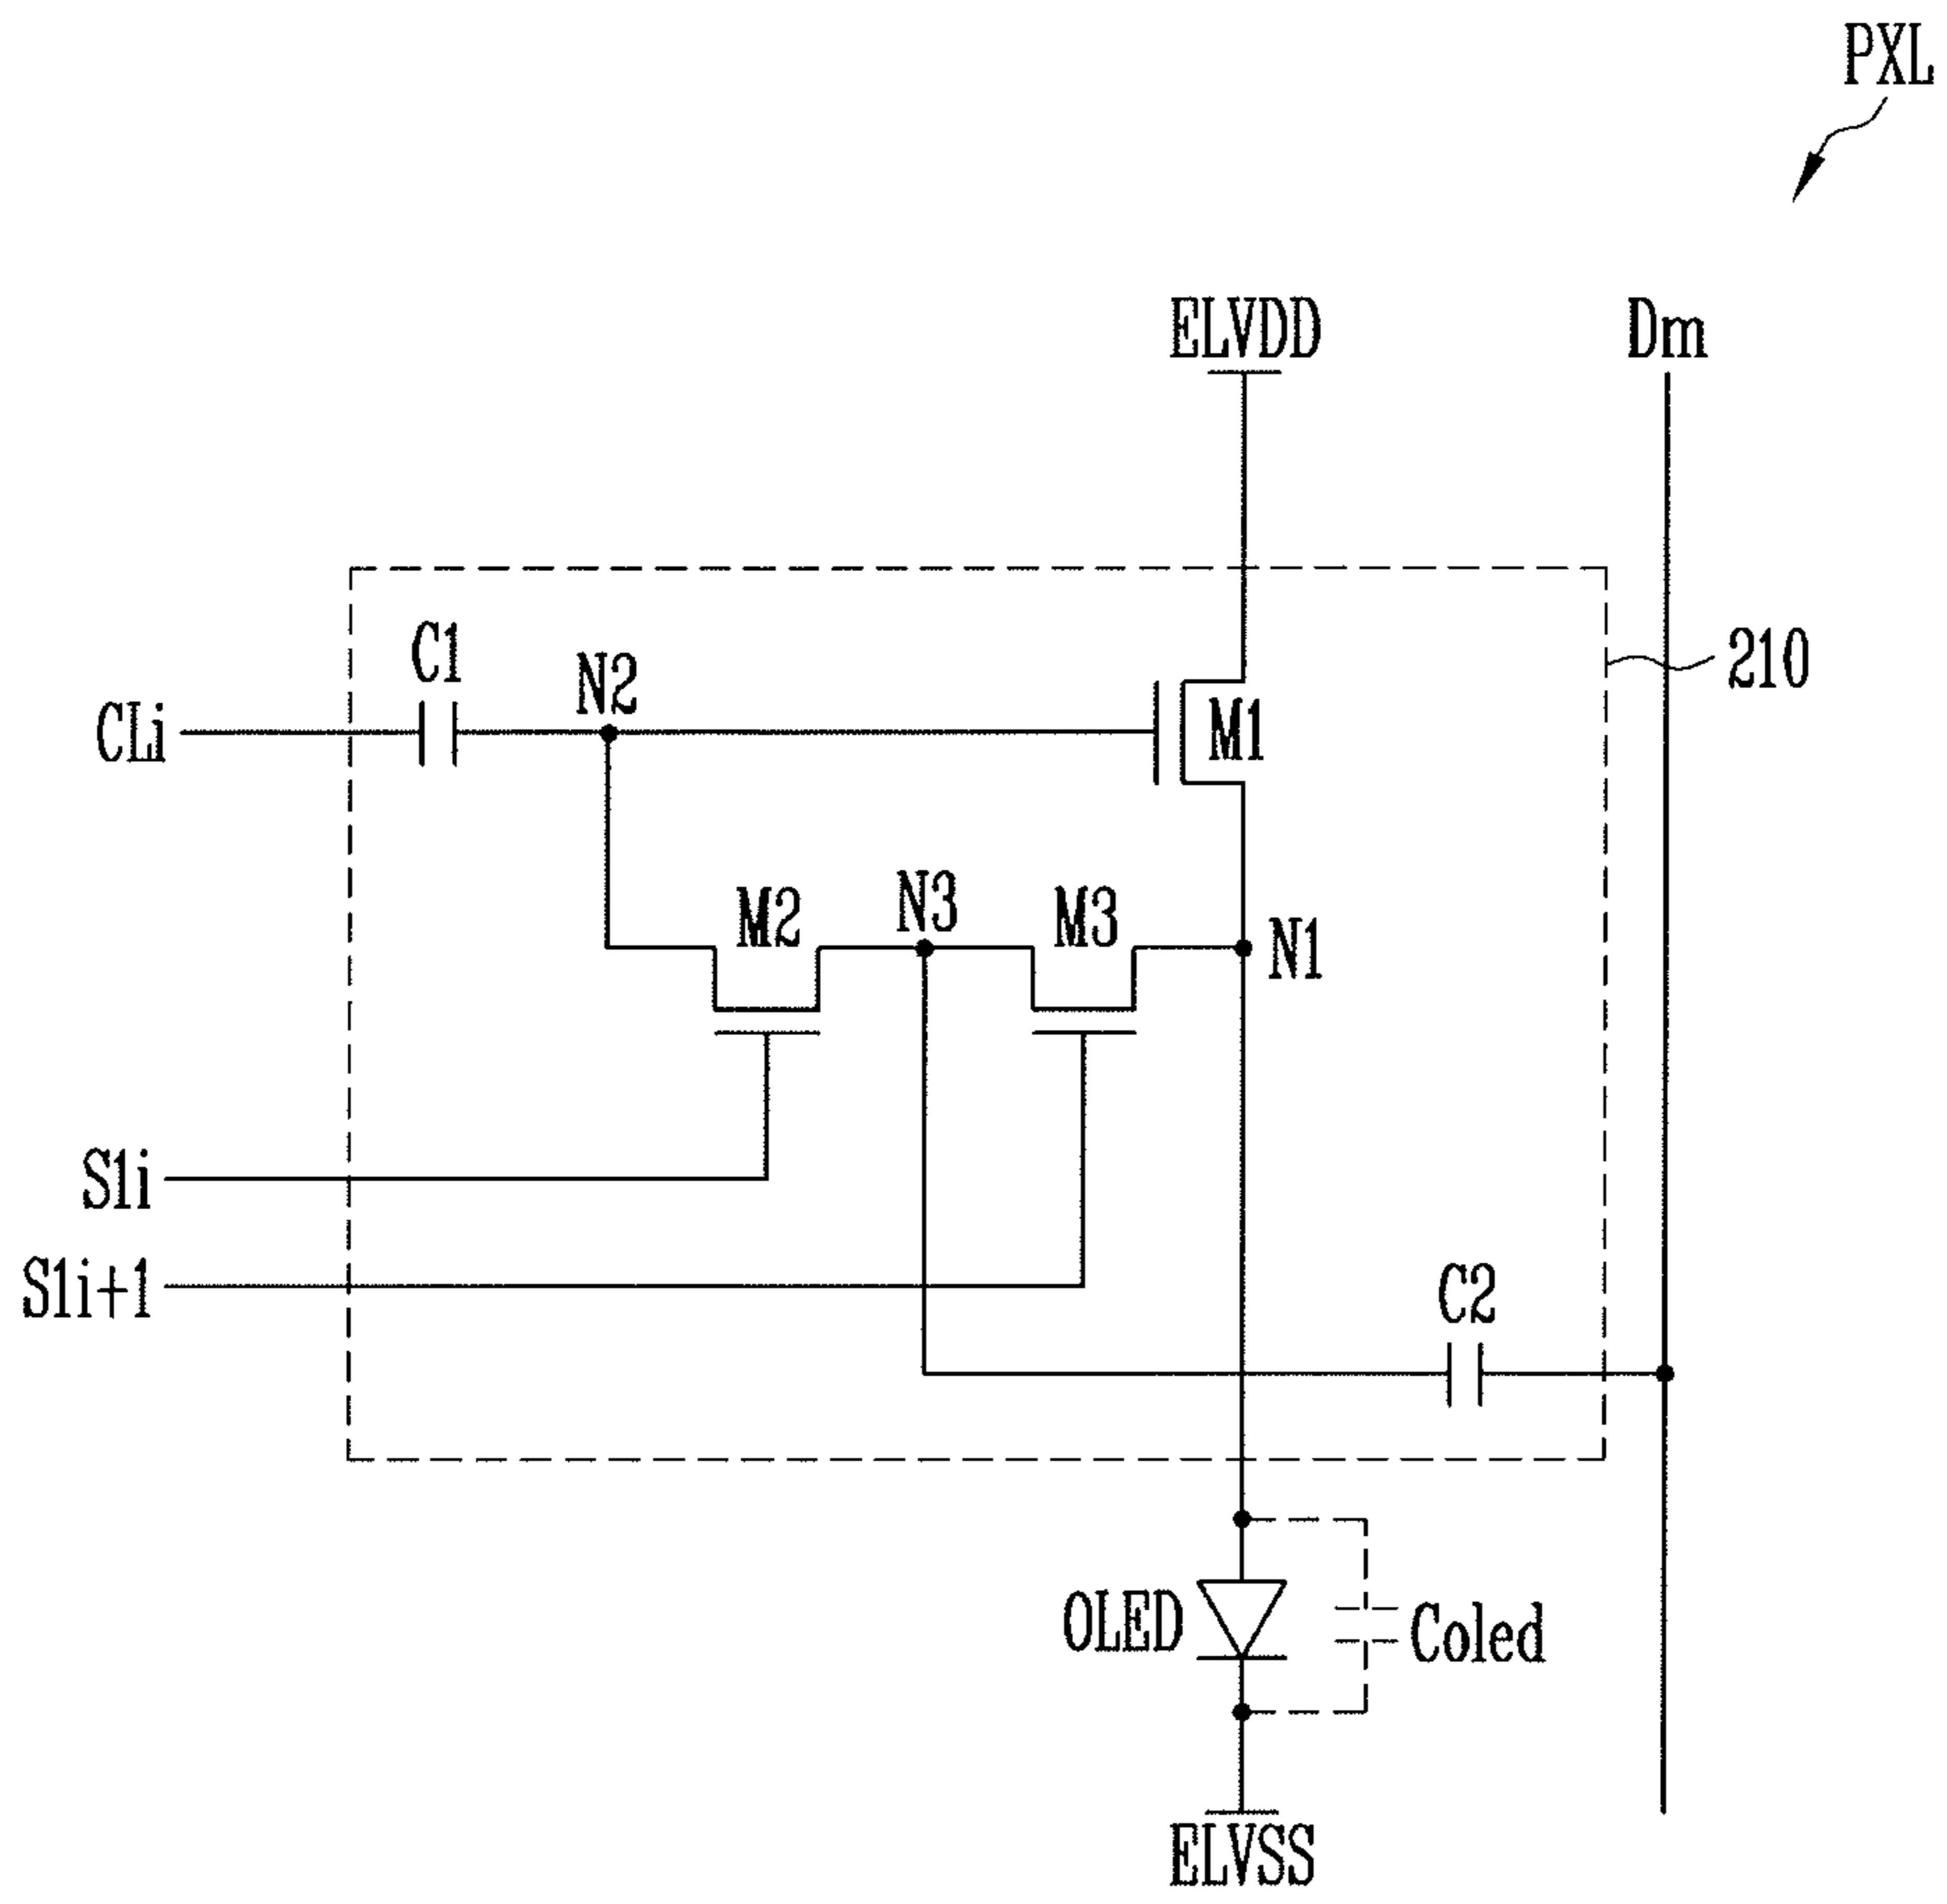 PXL
ELVDD
Dm
C1
N2
210
CLi
M1
M2
N3
M3
N1
S1i
S1i+1
C2
OLED
Coled
ELVSS